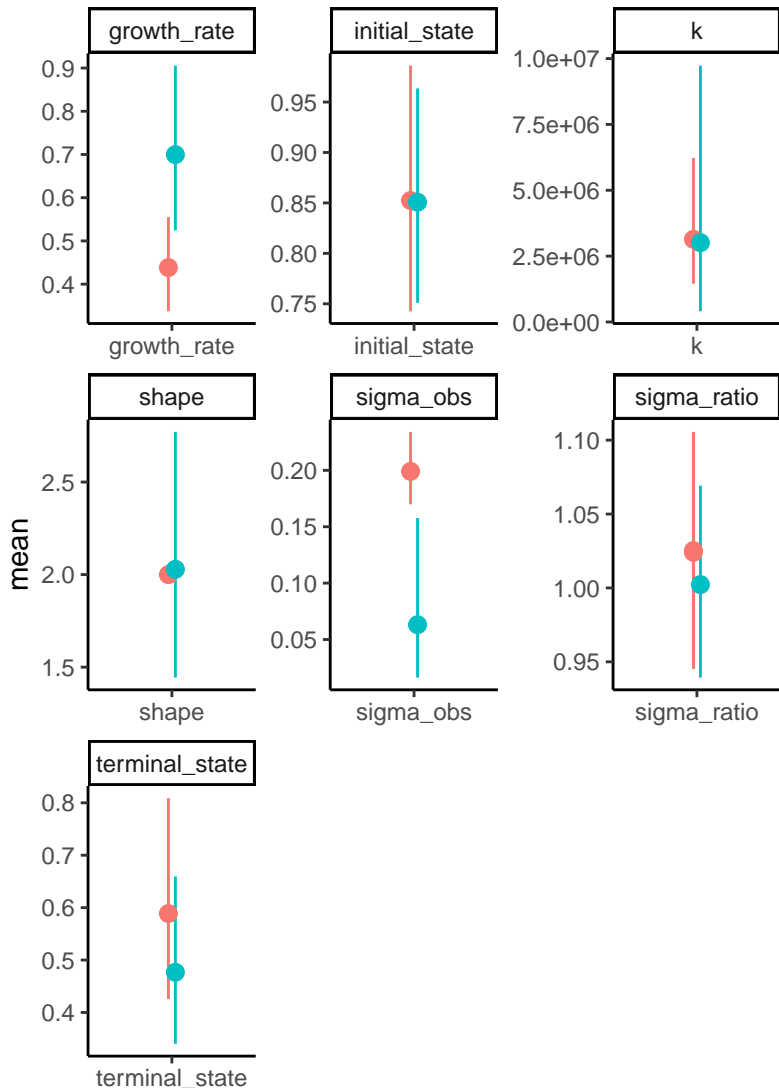 growth_rate
initial_state
k
0.9
0.8
0.7
0.6
0.5
0.4
0.95
0.90
0.85
0.80
0.75
1.0e+07
7.5e+06
5.0e+06
2.5e+06
0.0e+00
growth_rate
initial_state
k
shape
sigma_obs
sigma_ratio
mean
2.5
2.0
1.5
0.20
0.15
0.10
0.05
1.10
1.05
1.00
0.95
shape
sigma_obs
sigma_ratio
terminal_state
0.8
0.7
0.6
0.5
0.4
terminal_state